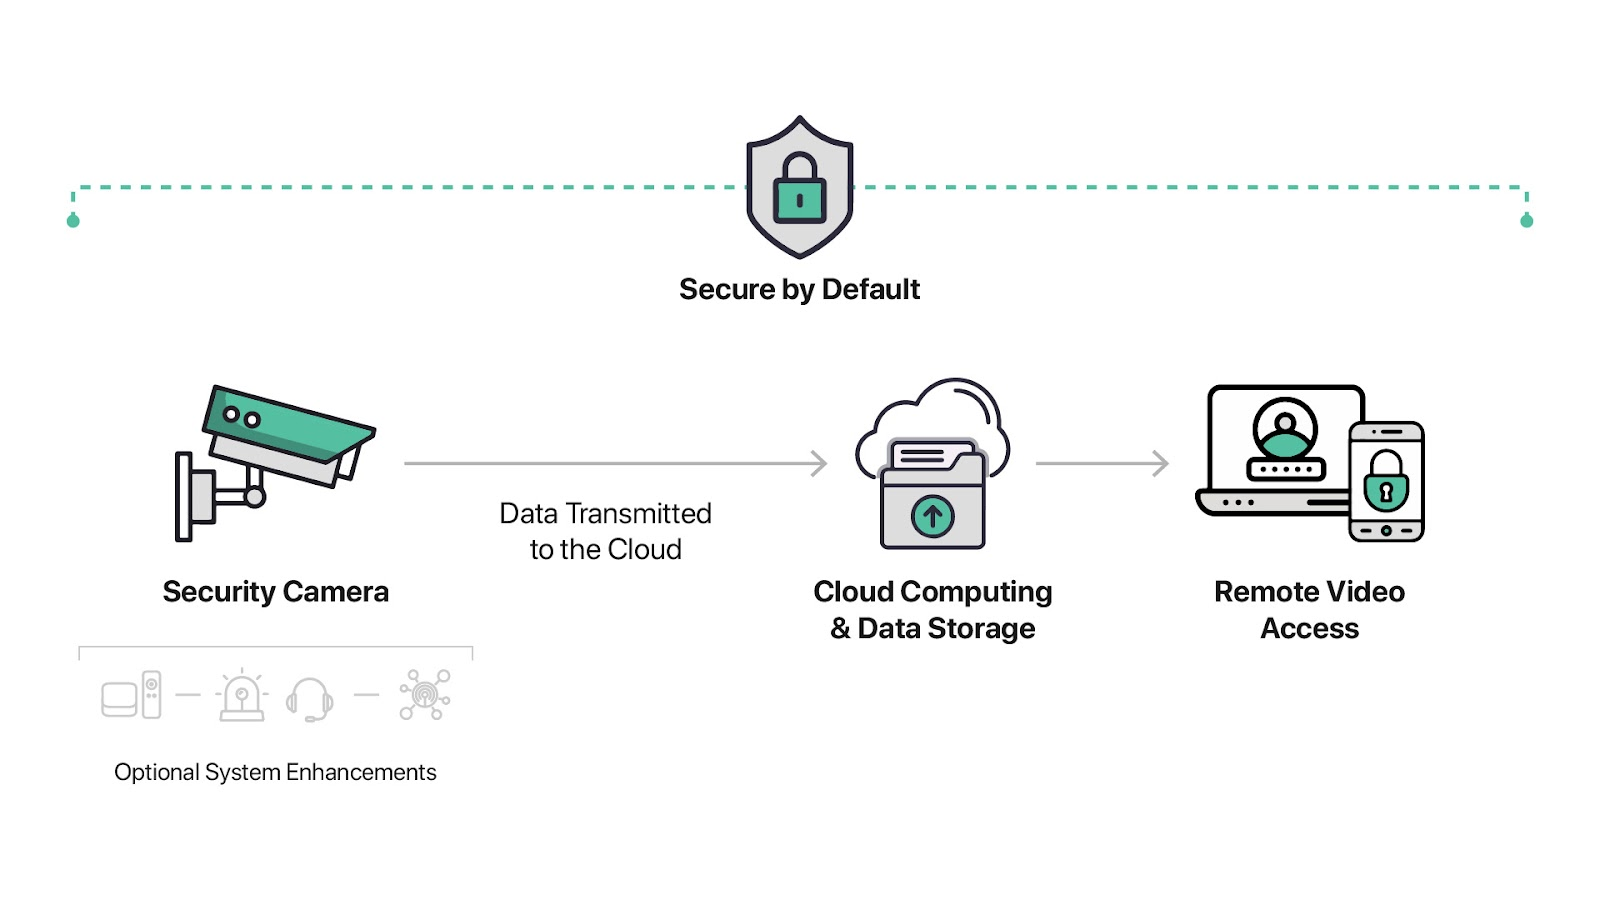 Secure by Default
Data Transmitted
to the Cloud
Security Camera
Cloud Computing
& Data Storage
Remote Video
Access
Optional System Enhancements